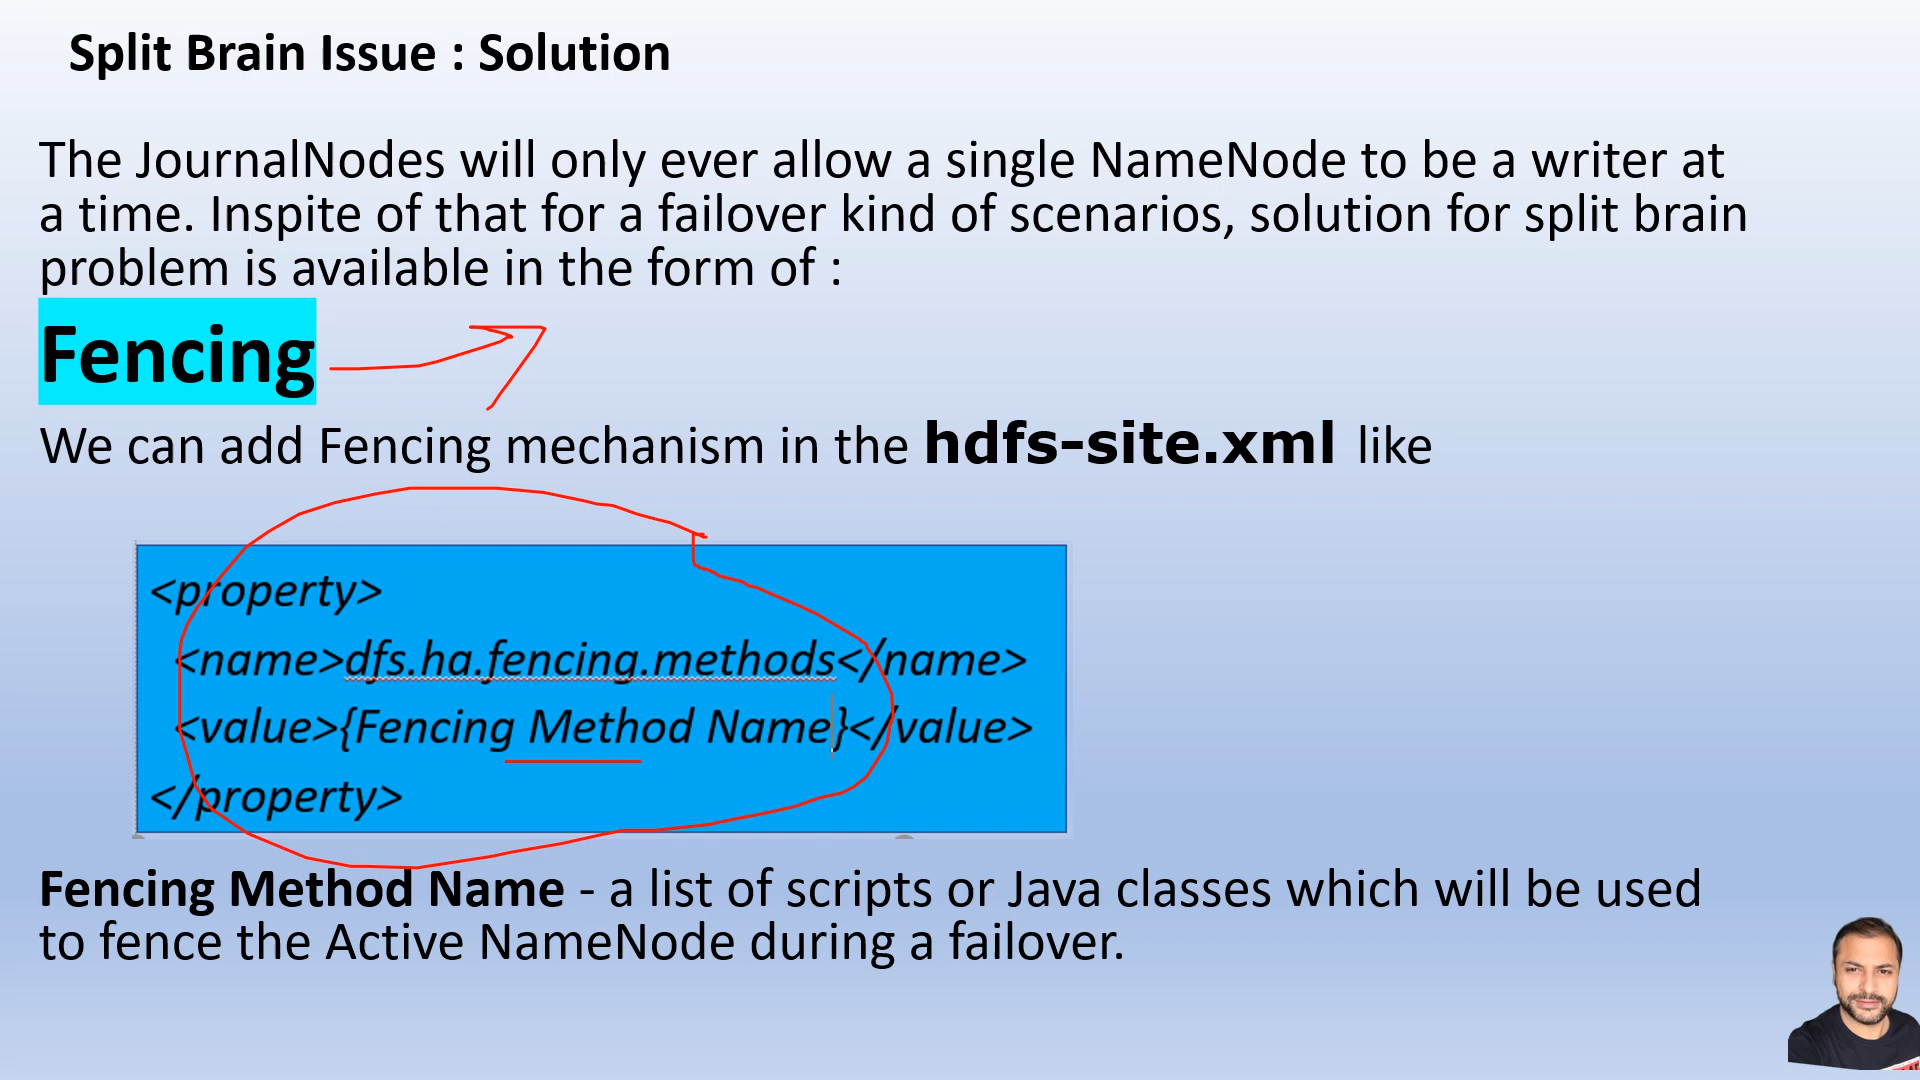 Split Brain Issue : Solution
The JournalNodes will only ever allow a single NameNode to be a writer at
a time. Inspite of that for a failover kind of scenarios, solution for split brain
problem is available in the form of :
Fencing
We can add Fencing mechanism in the hdfs-site.xml like
<property>
<name>dfs.ha.fencing.methods</name>
<value>{Fencing Method Name}</value>
</property>
Fencing Method Name - a list of scripts or Java classes which will be used
to fence the Active NameNode during a failover.